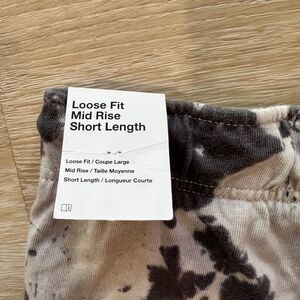 Loose Fit
Mid Rise
Short Length
Loose Fit / Coupe Large
Mid Rise / Taille Moyenne
Short Length / Longueur Courte